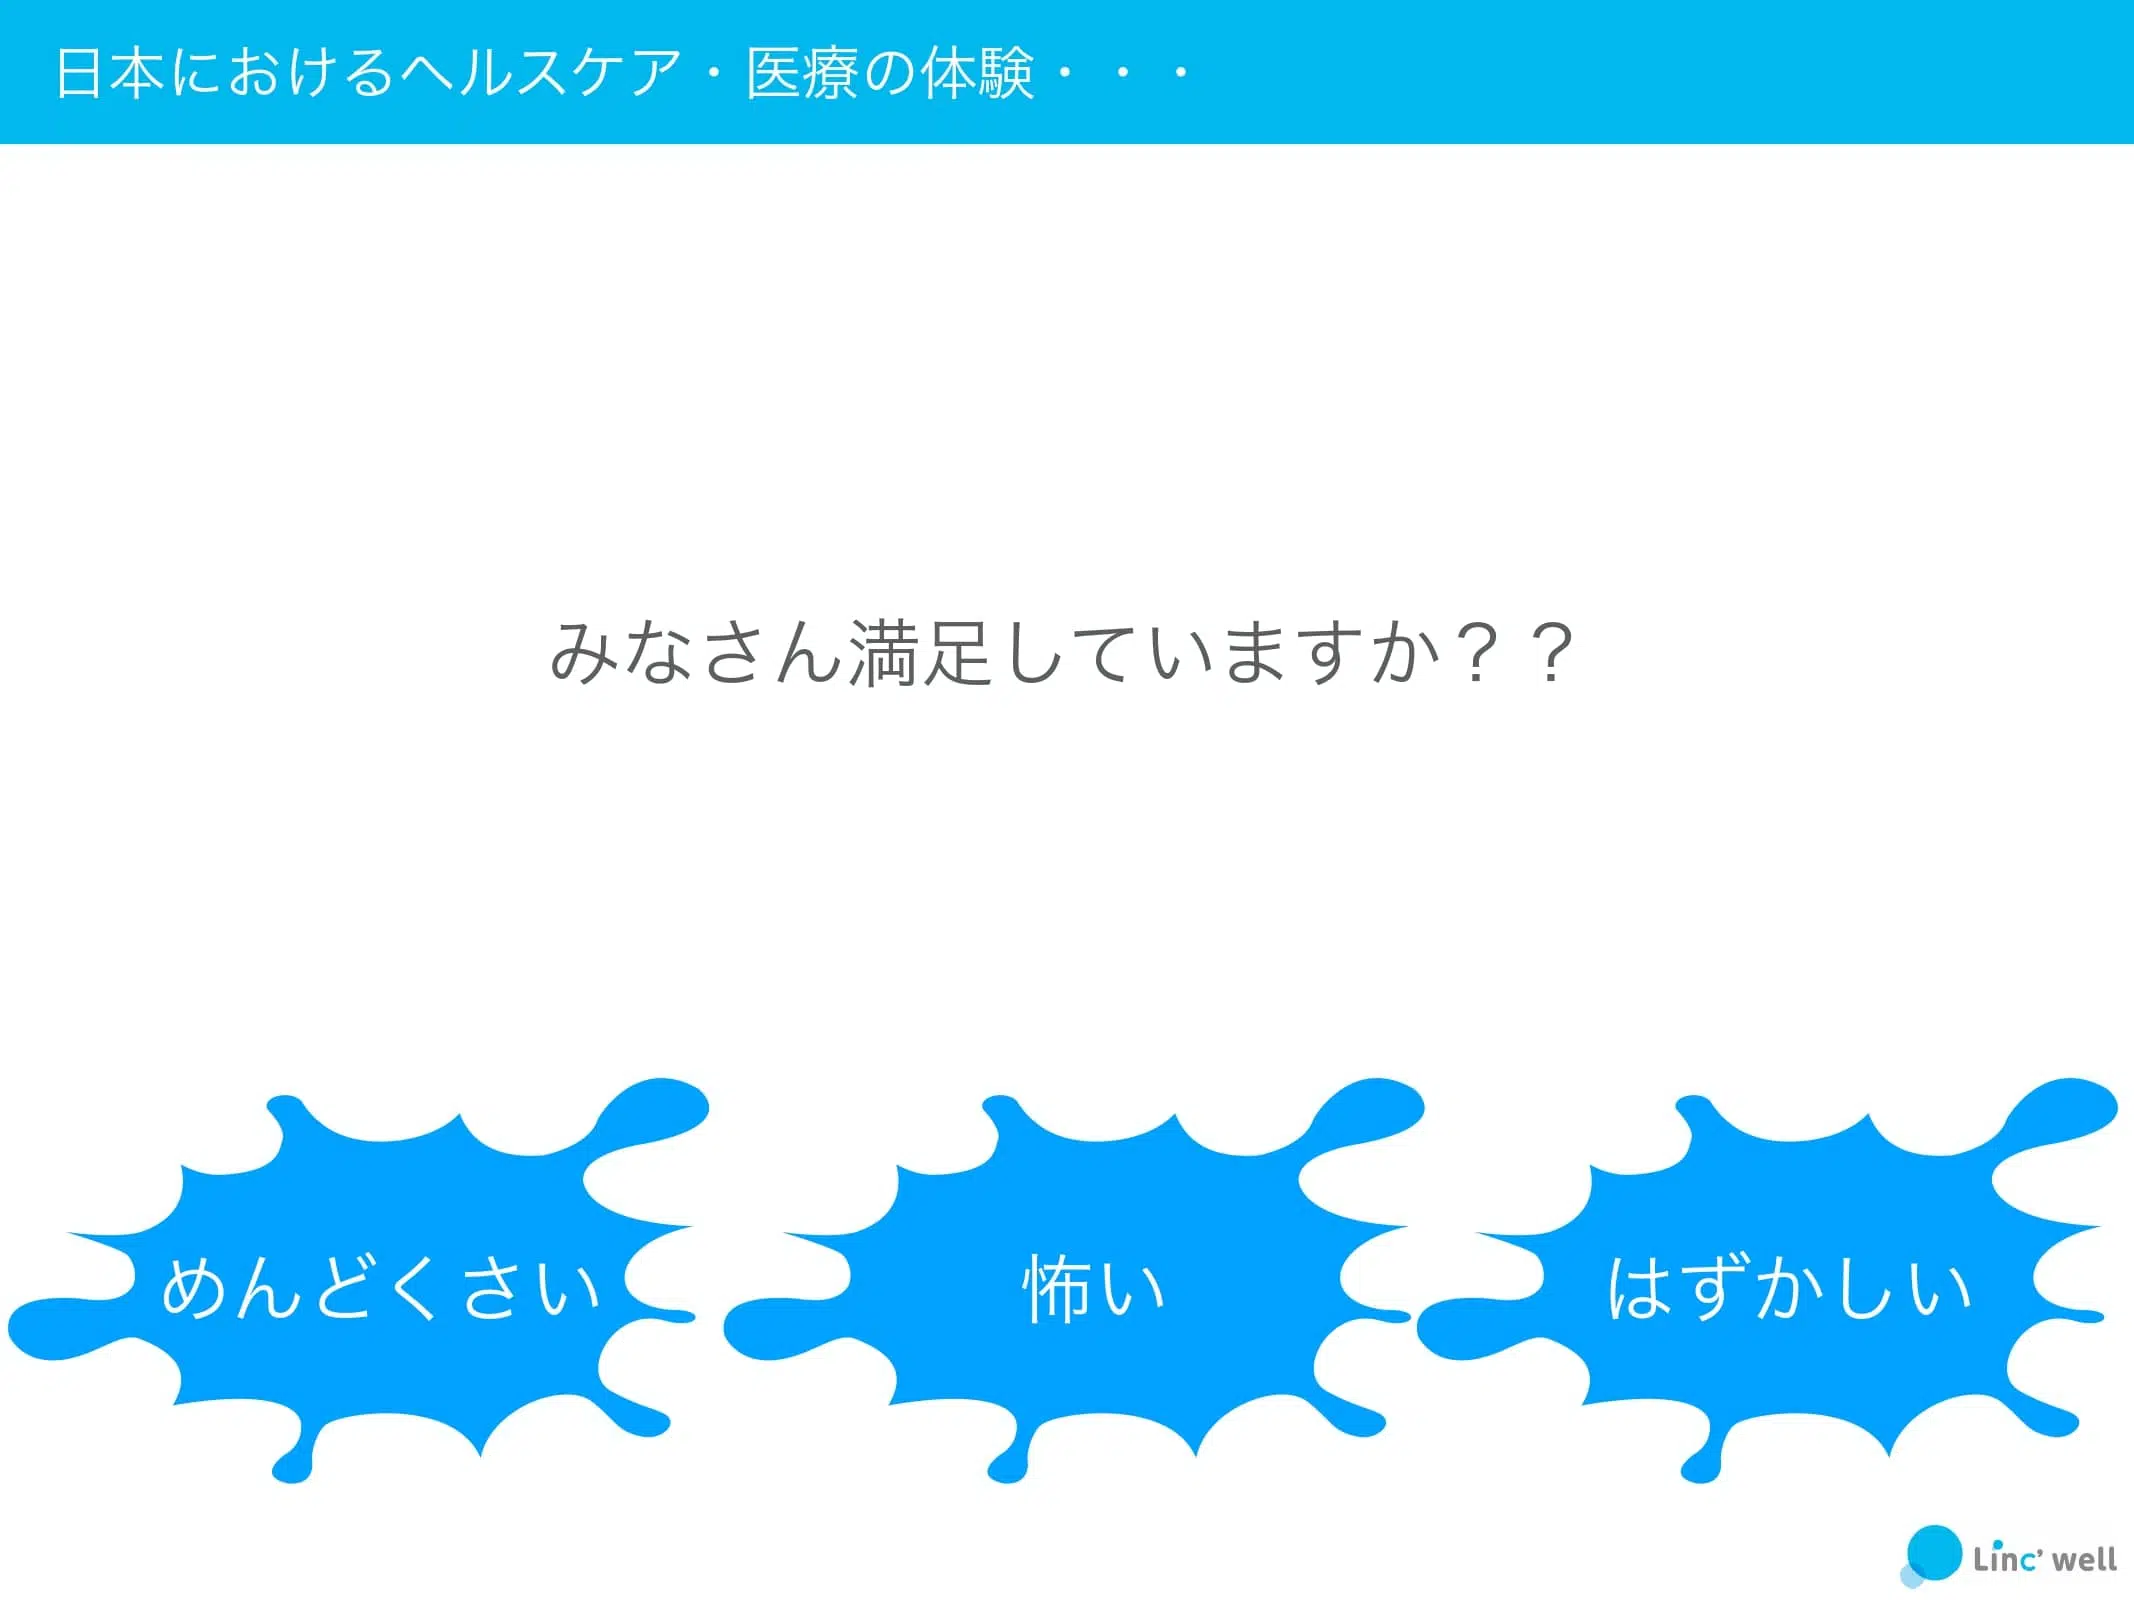 日本におけるヘルスケア・医療の体験・・・
みなさん満足していますか？？
めんどくさい
怖い
はずかしい
Linc' well